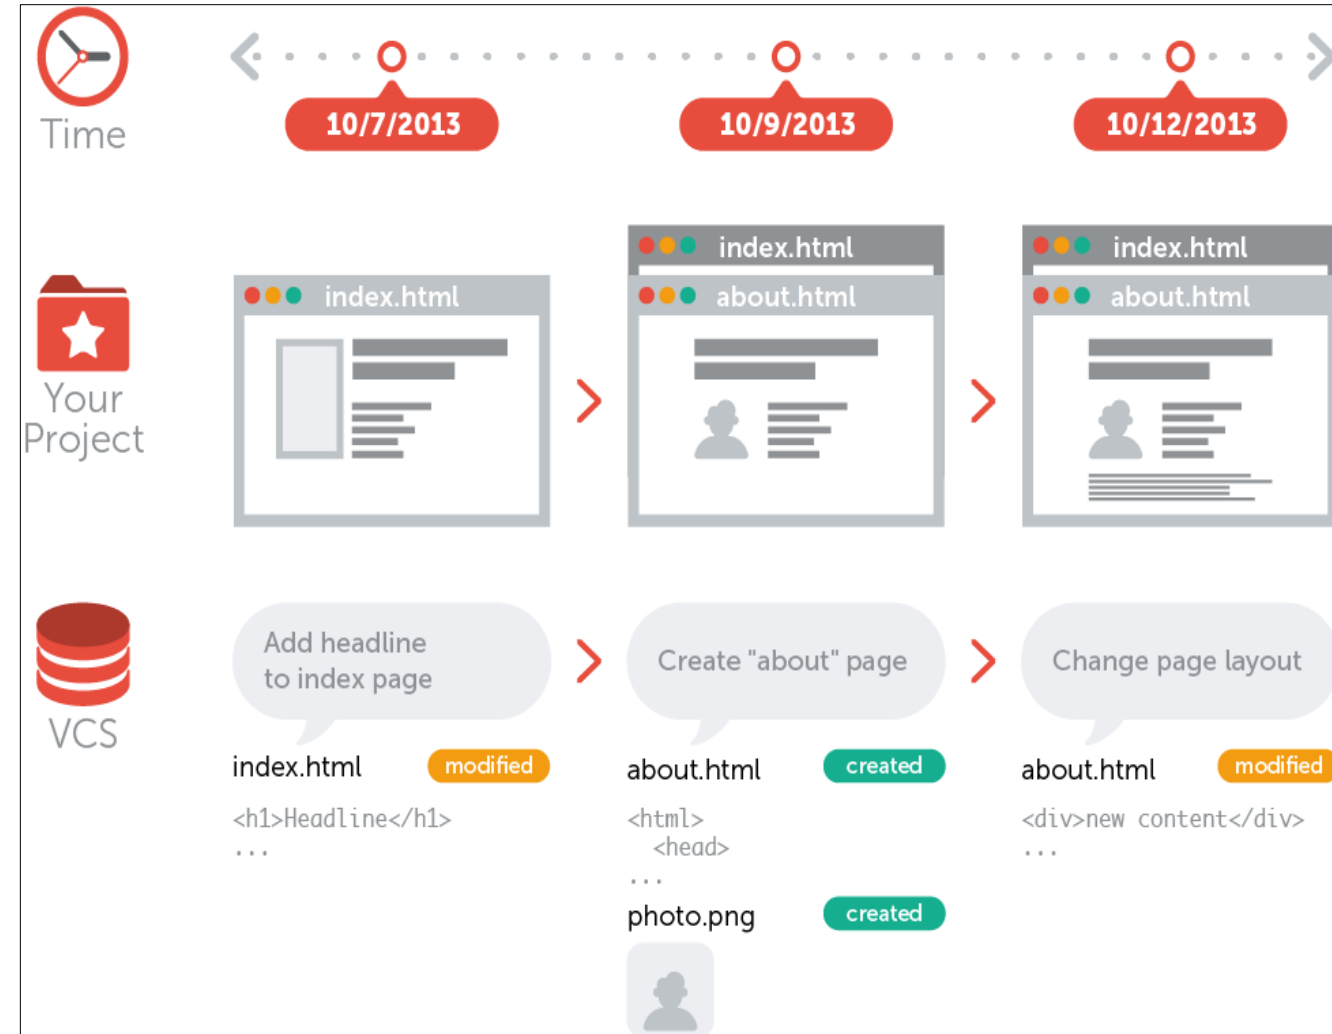 Time
10/7/2013
10/9/2013
10/12/2013
Your
Project
index.html
index.html
about.html
index.html
about.html
VCS
Add headline
to index page
Create "about" page
Change page layout
index.html
modified
<h1>Headline</h1>
...
about.html
created
<html>
<head>
...
photo.png
created
about.html
modified
<div>new content</div>
...